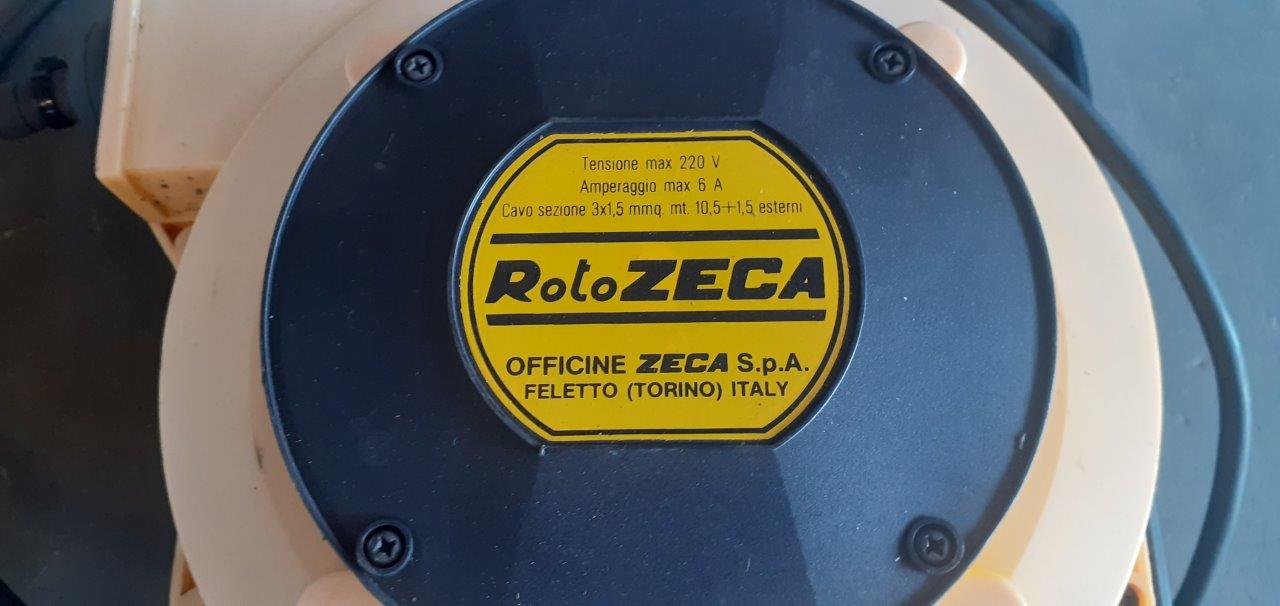 Tensione max 220 V
Amperaggio max 6 A
Cavo sezione 3x1,5 mmq. mt. 10,5+1,5 esterni
RotoZECA
OFFICINE ZECA S.p.A.
FELETTO (TORINO) ITALY